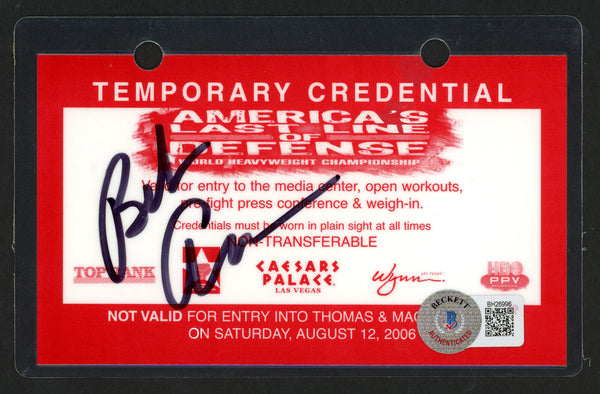 TEMPORARY CREDENTIAL
AMERICA'S
LAST LINE
OF
DEFENSE
WORLD HEAVYWEIGHT CHAMPIONSHIP
for entry to the media center, open workouts,
pre-fight press conference & weigh-in.
Credentials must be worn in plain sight at all times
NON-TRANSFERABLE
TOP RANK
CAESARS
PALACE
LAS VEGAS
Wynn
LAS VEGAS
HBO
PPV
NOT VALID FOR ENTRY INTO THOMAS & MAC
ON SATURDAY, AUGUST 12, 2006
BECKETT
B
AUTHENTICATED
BH26996
Bob